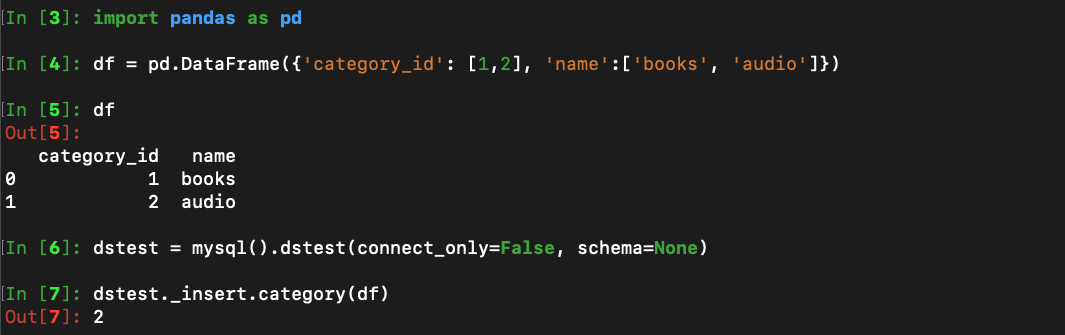 In [3]: import pandas as pd
In [4]: df = pd.DataFrame({'category_id': [1,2], 'name':['books', 'audio']})
In [5]: df
Out[5]:
   category_id   name
0            1  books
1            2  audio
In [6]: dstest = mysql().dstest(connect_only=False, schema=None)
In [7]: dstest._insert.category(df)
Out[7]: 2